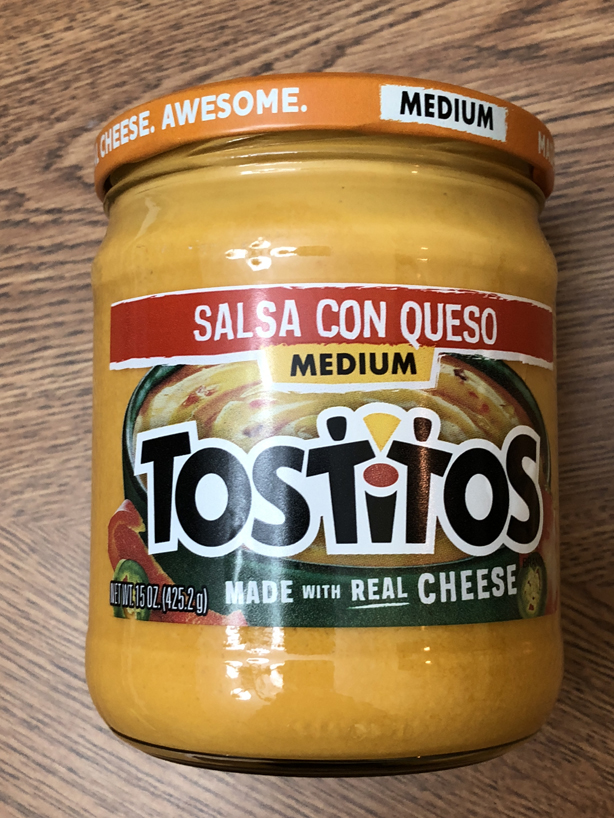 CHEESE. AWESOME.
MEDIUM
SALSA CON QUESO
MEDIUM
TOSTITOS
NET WT. 15 OZ. (425.2 g)
MADE WITH REAL CHEESE